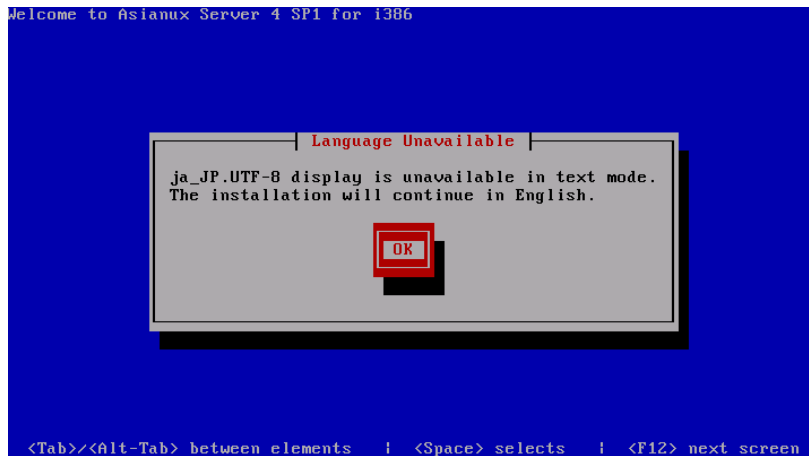 Welcome to Asianux Server 4 SP1 for i386
Language Unavailable
ja_JP.UTF-8 display is unavailable in text mode.
The installation will continue in English.
OK
<Tab>/<Alt-Tab> between elements   |  <Space> selects   |  <F12> next screen